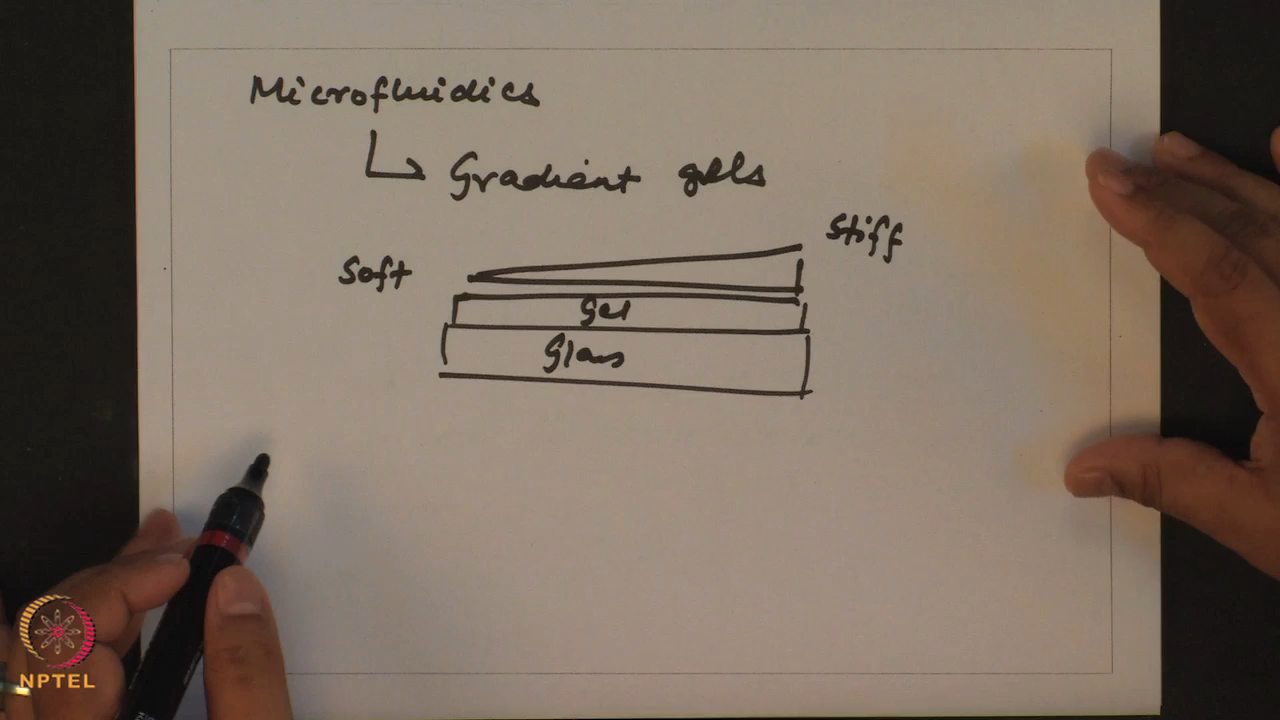 Microfluidics
Gradient gels
Stiff
Soft
gel
Glass
NPTEL